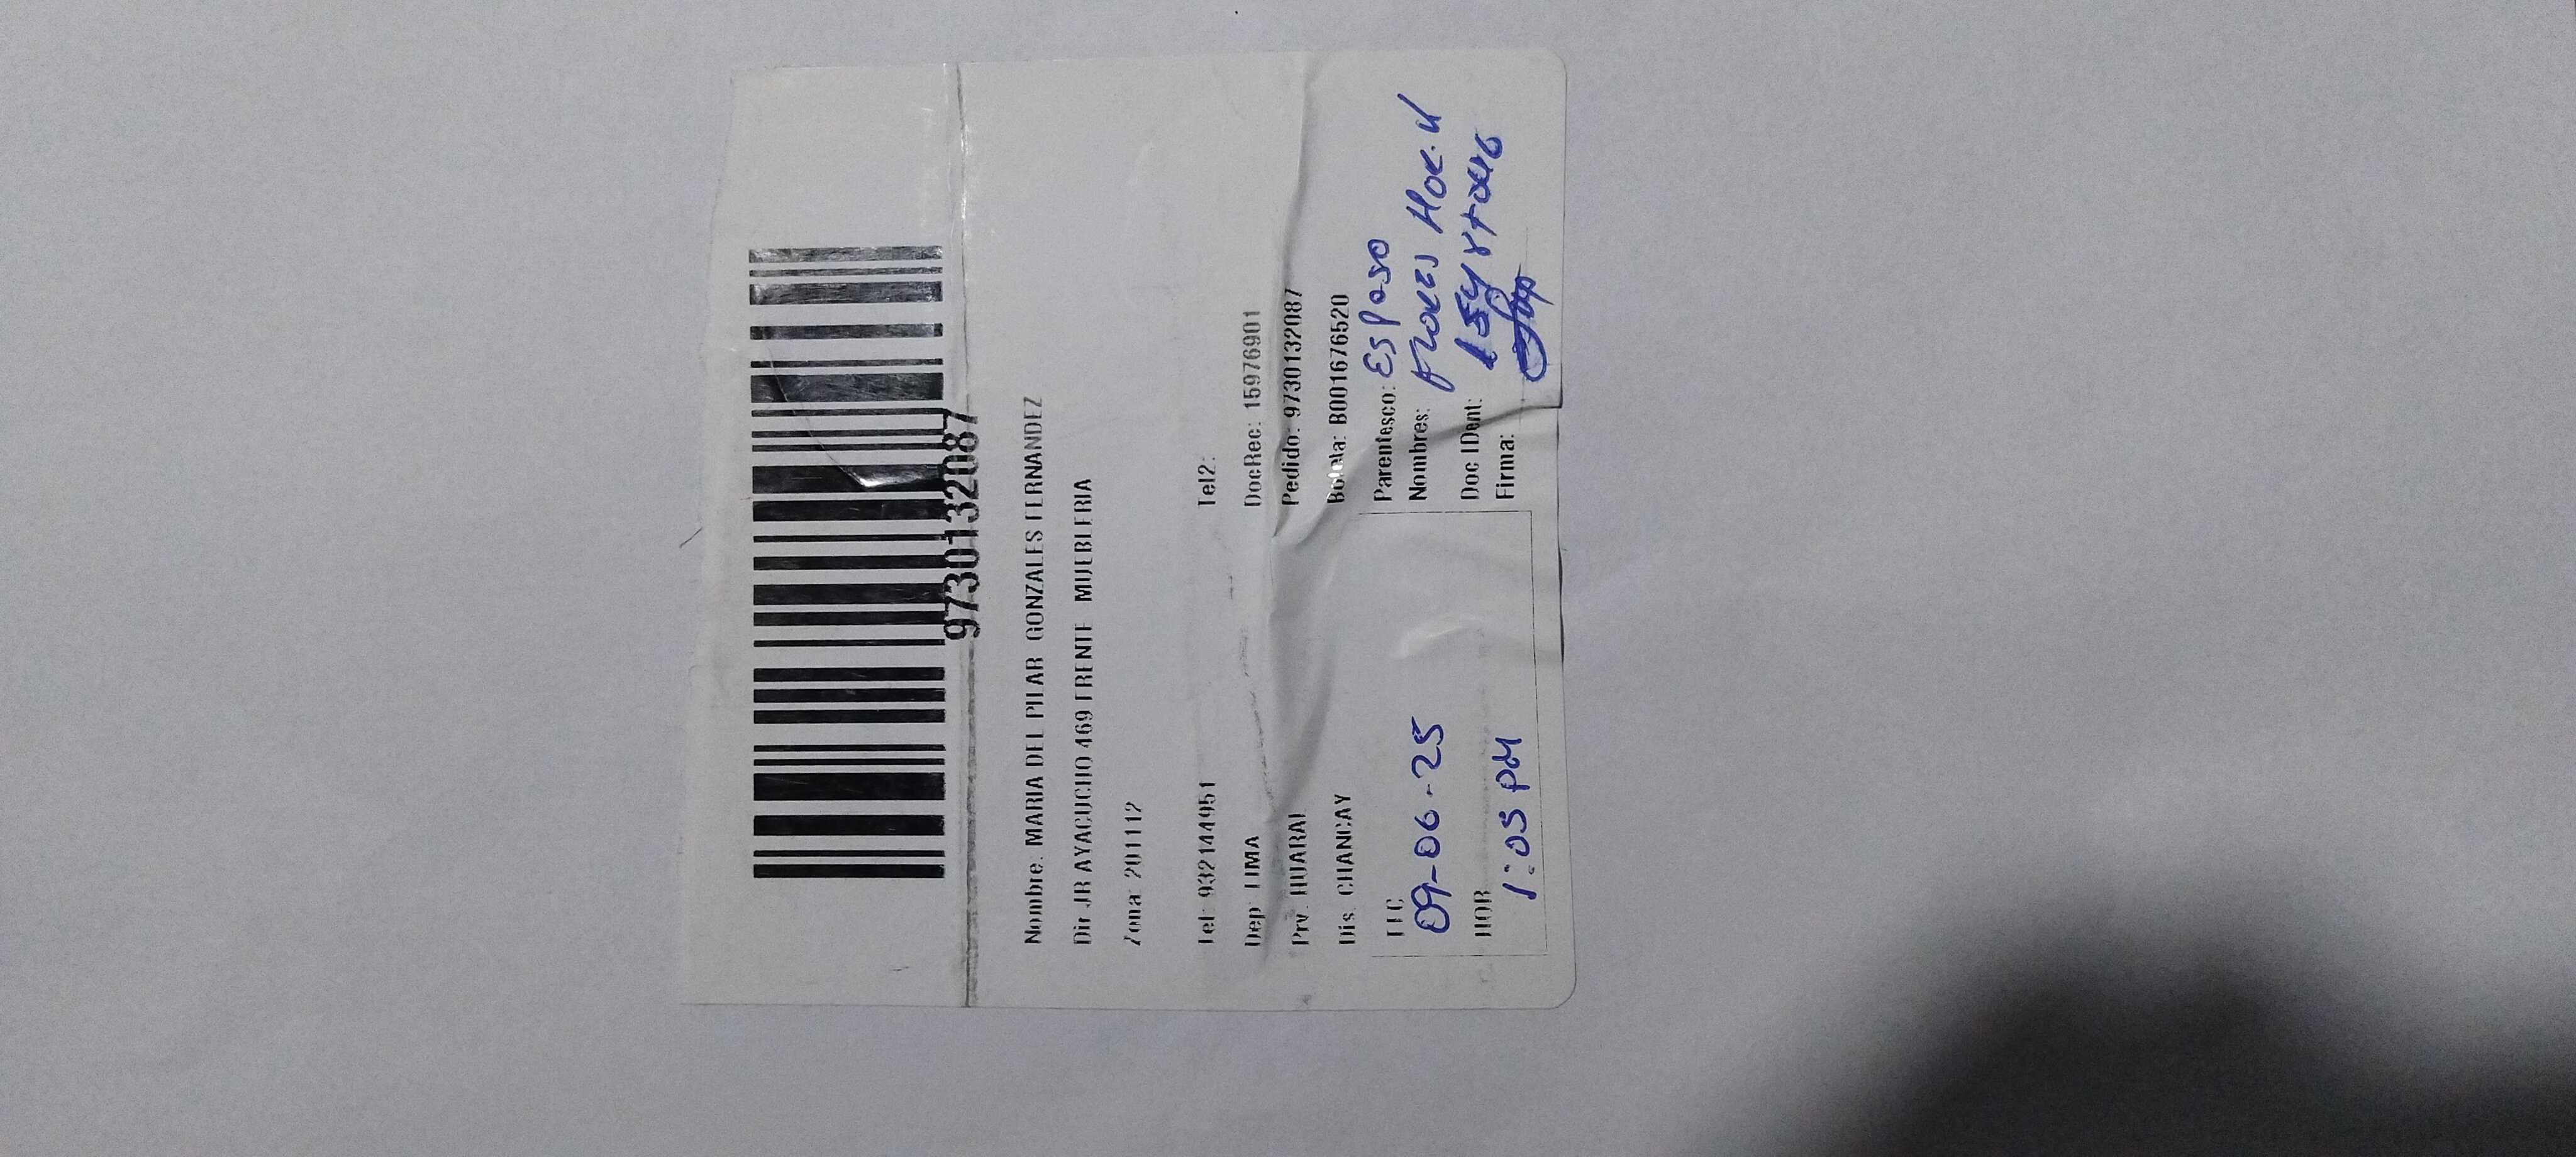 9730132087
Nombre: MARIA DEL PILAR GONZALES FERNANDEZ
Dir JR AYACUCHO 469 FRENTE MUEBLERIA
Zona: 201112
Tel: 932144951 Tel2:
Dep: LIMA DocRec: 15976901
Prv: HUARAL Pedido: 9730132087
Dis: CHANCAY Boleta: B001676520
FEC Parentesco: Esposo
09-06-25 Nombres: Flores
HOR Doc IDent:
1:05 PM Firma: